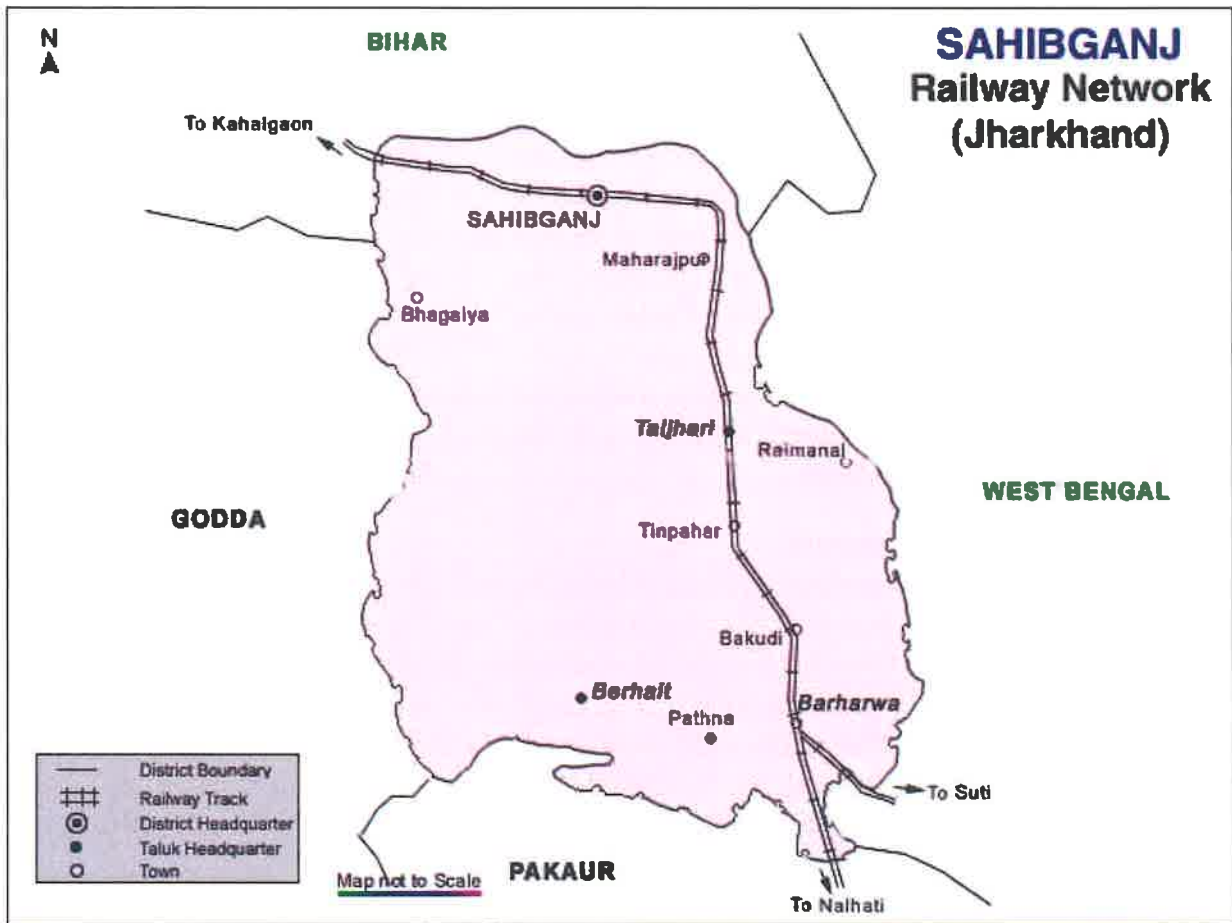 N
BIHAR
SAHIBGANJ
Railway Network
(Jharkhand)
To Kahalgaon
SAHIBGANJ
Maharajpur
Bhagaiya
Taljhari
Raimanal
WEST BENGAL
GODDA
Tinpahar
Bakudi
Berhait
Barharwa
Pathna
District Boundary
Railway Track
District Headquarter
Taluk Headquarter
Town
To Suti
Map not to Scale
PAKAUR
To Nalhati